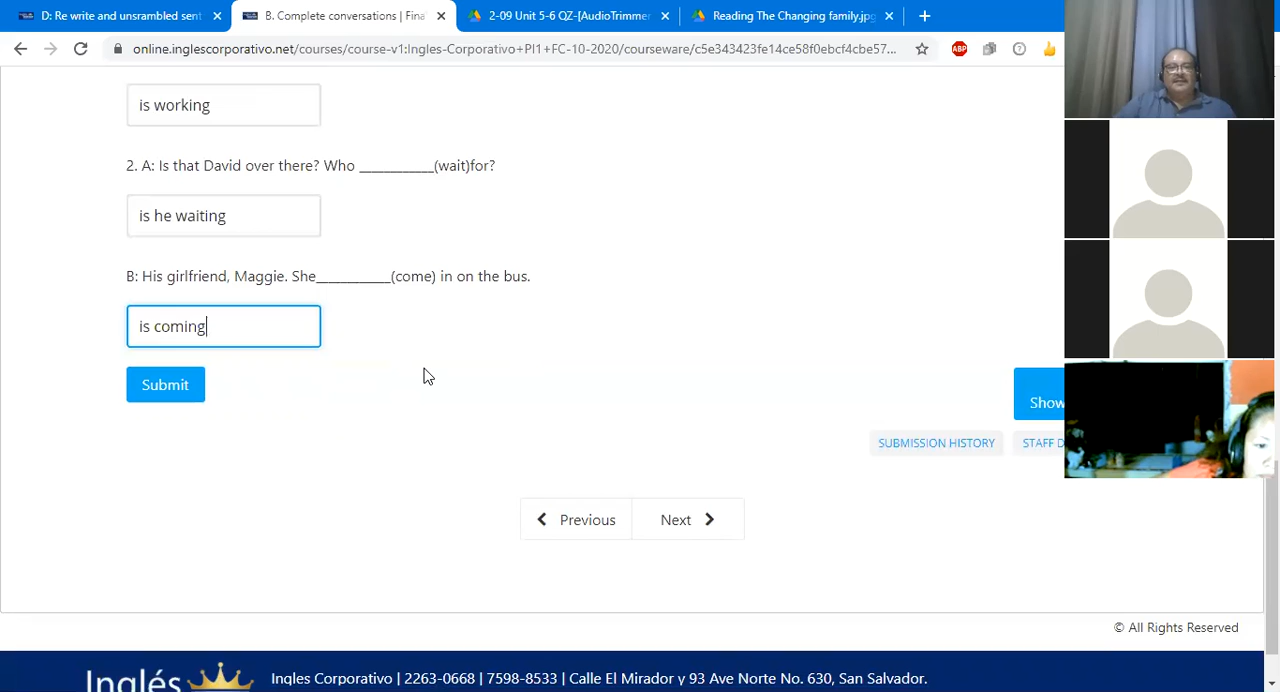 D: Re write and unsrambled sent
B. Complete conversations | Fina
2-09 Unit 5-6 QZ-[AudioTrimmer
Reading The Changing family.jpg
online.inglescorporativo.net/courses/course-v1:Ingles-Corporativo+PI1+FC-10-2020/courseware/c5e343423fe14ce58f0ebcf4cbe57...
ABP
is working
2. A: Is that David over there? Who ____________(wait)for?
is he waiting
B: His girlfriend, Maggie. She____________(come) in on the bus.
is coming
Submit
Show
SUBMISSION HISTORY
STAFF D
Previous
Next
© All Rights Reserved
Inglés
Ingles Corporativo | 2263-0668 | 7598-8533 | Calle El Mirador y 93 Ave Norte No. 630, San Salvador.